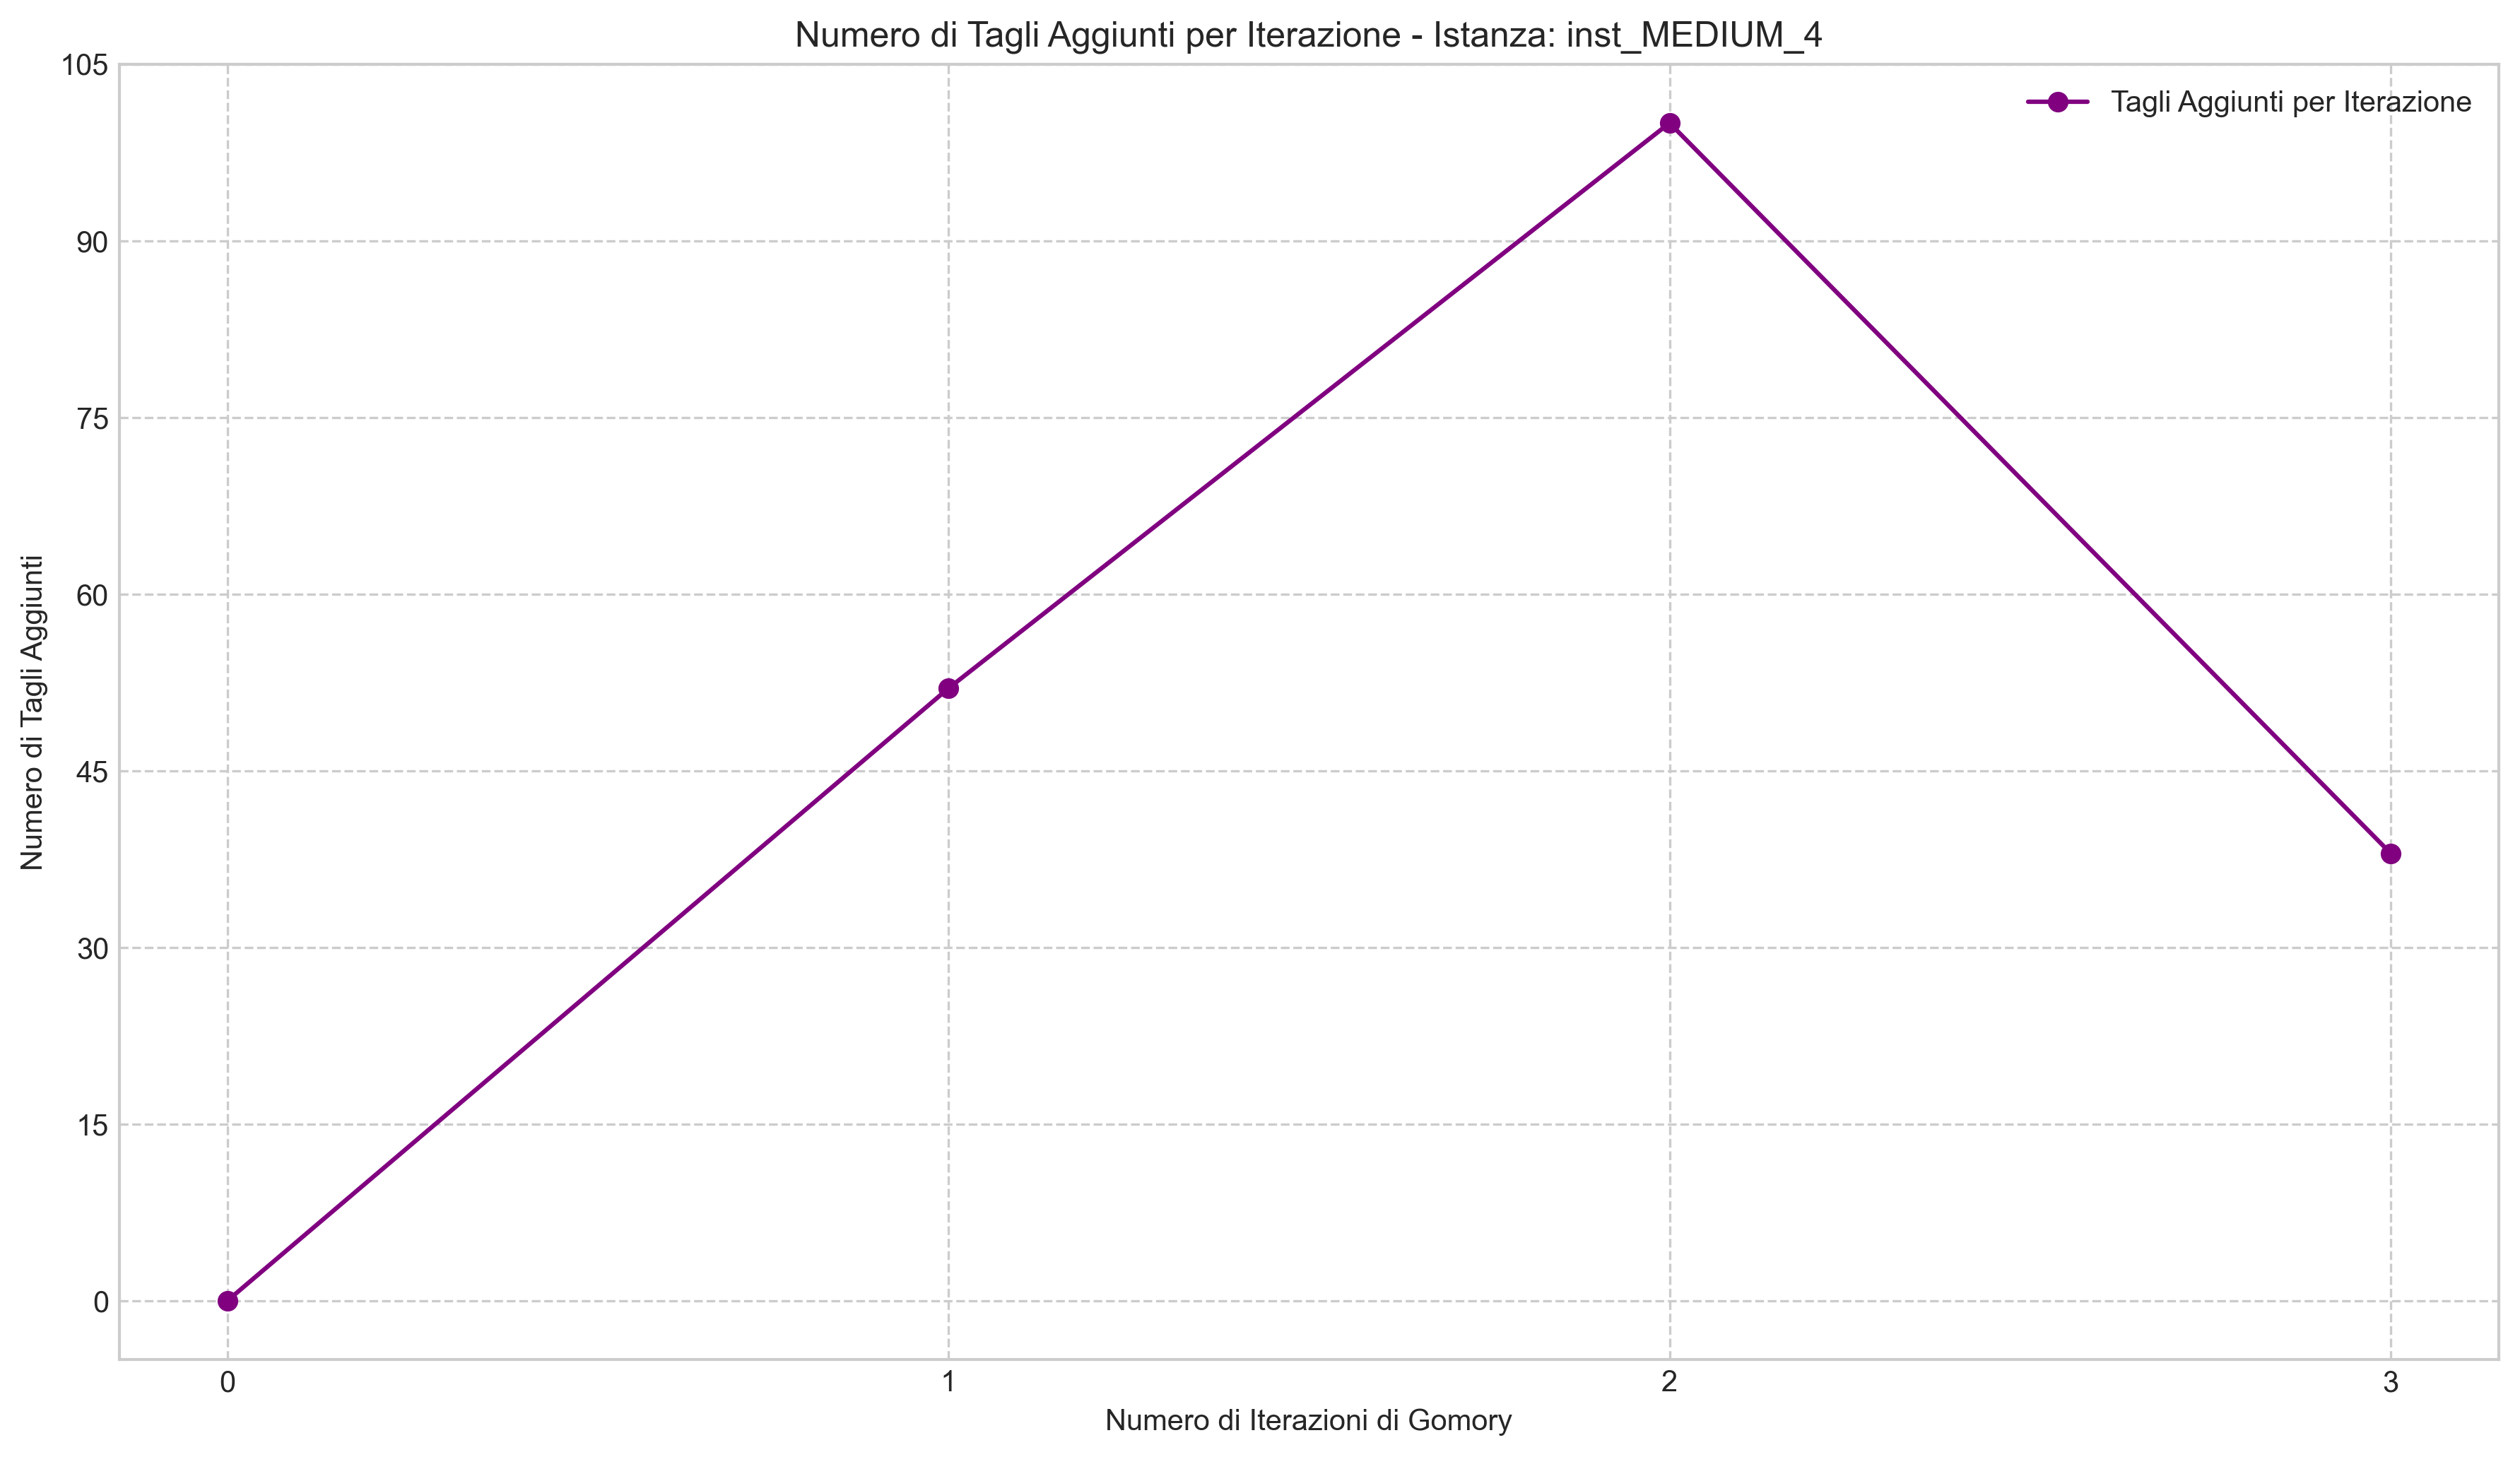 Numero di Tagli Aggiunti per Iterazione - Istanza: inst_MEDIUM_4
Tagli Aggiunti per Iterazione
Numero di Tagli Aggiunti
105
90
75
60
45
30
15
0
0 1 2 3
Numero di Iterazioni di Gomory